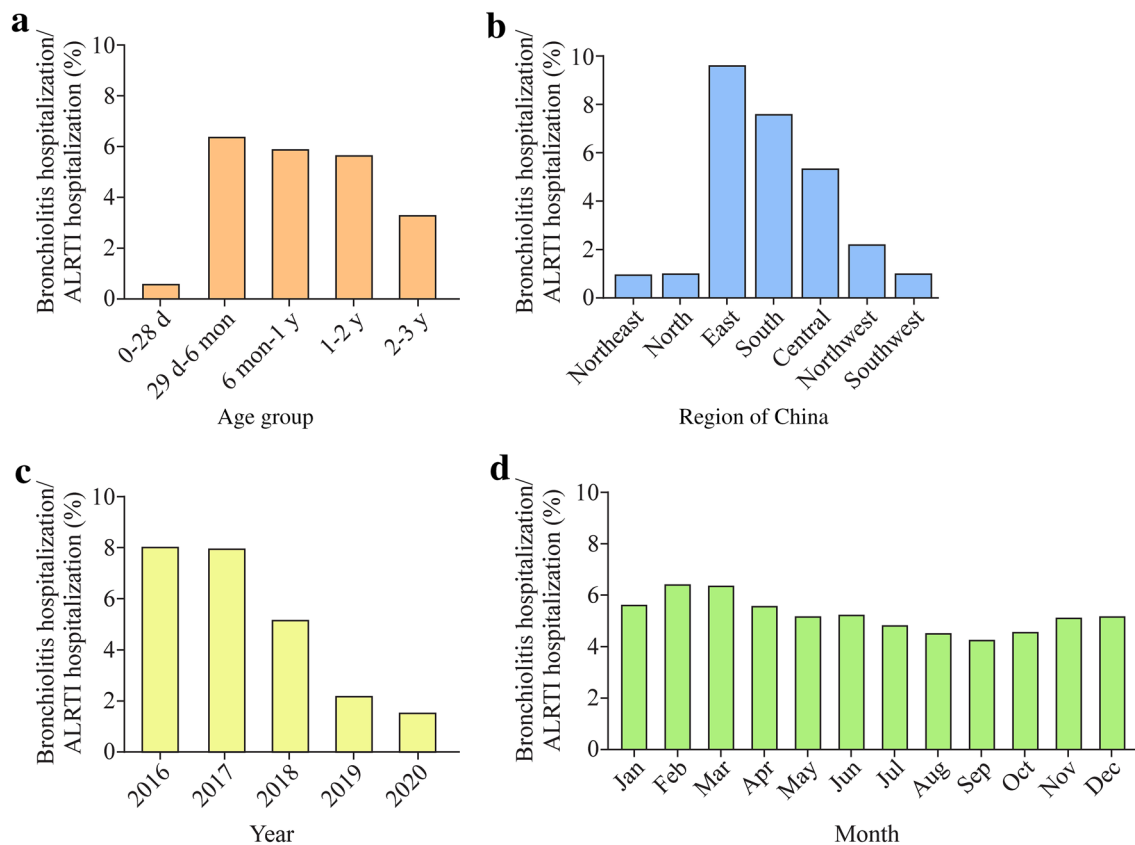 a
Bronchiolitis hospitalization/
ALRTI hospitalization (%)
10
8
6
4
2
0
0-28 d
29 d-6 mon
6 mon-1 y
1-2 y
2-3 y
Age group
b
Bronchiolitis hospitalization/
ALRTI hospitalization (%)
10
8
6
4
2
0
Northeast
North
East
South
Central
Northwest
Southwest
Region of China
c
Bronchiolitis hospitalization/
ALRTI hospitalization (%)
10
8
6
4
2
0
2016
2017
2018
2019
2020
Year
d
Bronchiolitis hospitalization/
ALRTI hospitalization (%)
10
8
6
4
2
0
Jan
Feb
Mar
Apr
May
Jun
Jul
Aug
Sep
Oct
Nov
Dec
Month